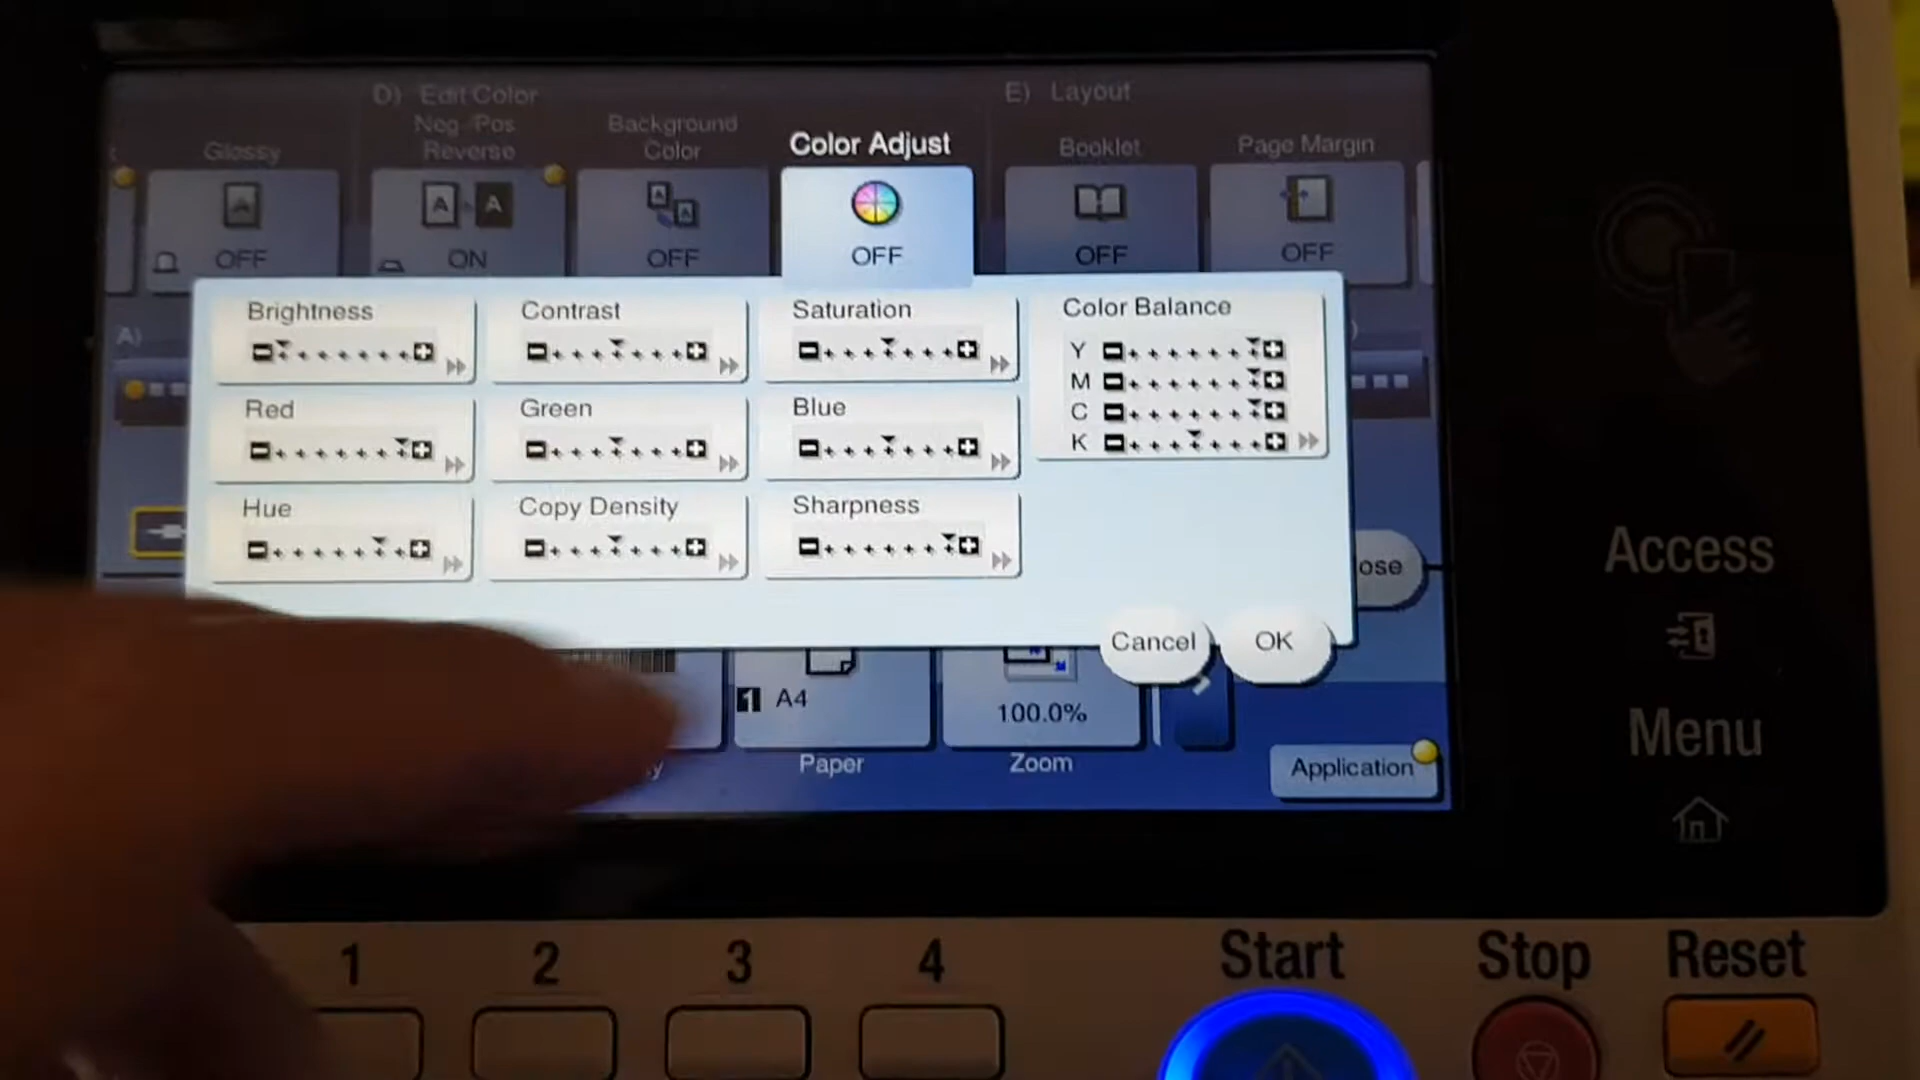 D) Edit Color
E) Layout
Glossy
Neg-/Pos
Reverse
Background
Color
Color Adjust
Booklet
Page Margin
OFF
ON
OFF
OFF
OFF
OFF
A)
Brightness
Contrast
Saturation
Color Balance
Y
M
C
K
Red
Green
Blue
Hue
Copy Density
Sharpness
Cancel
OK
1 A4
100.0%
Paper
Zoom
Application
Access
Menu
1
2
3
4
Start
Stop
Reset